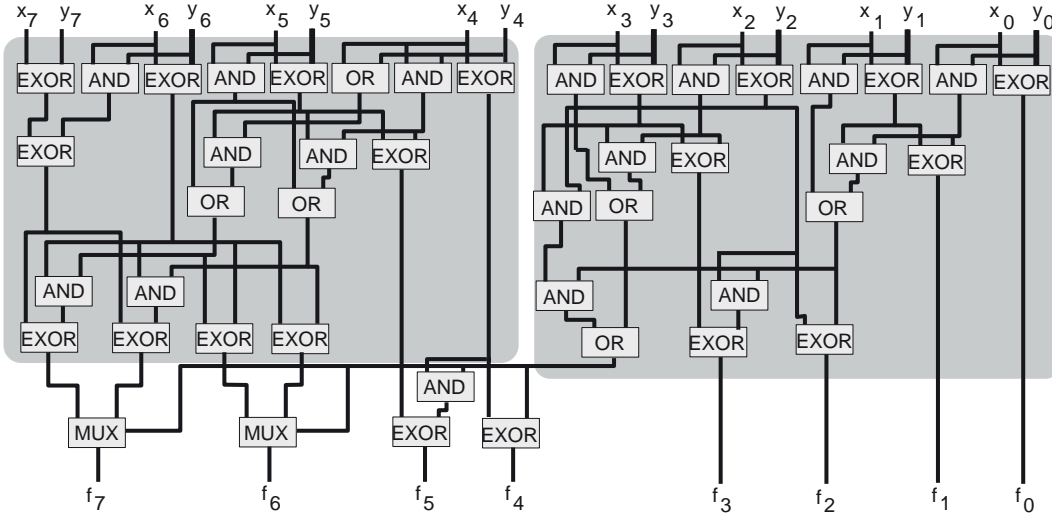 x7 y7 x6 y6 x5 y5 x4 y4 x3 y3 x2 y2 x1 y1 x0 y0
EXOR AND EXOR AND EXOR OR AND EXOR AND EXOR AND EXOR AND EXOR AND EXOR
EXOR AND AND EXOR AND EXOR AND EXOR
OR OR AND OR OR
AND AND AND AND
EXOR EXOR EXOR EXOR OR EXOR EXOR
AND
MUX MUX EXOR EXOR
f7 f6 f5 f4 f3 f2 f1 f0